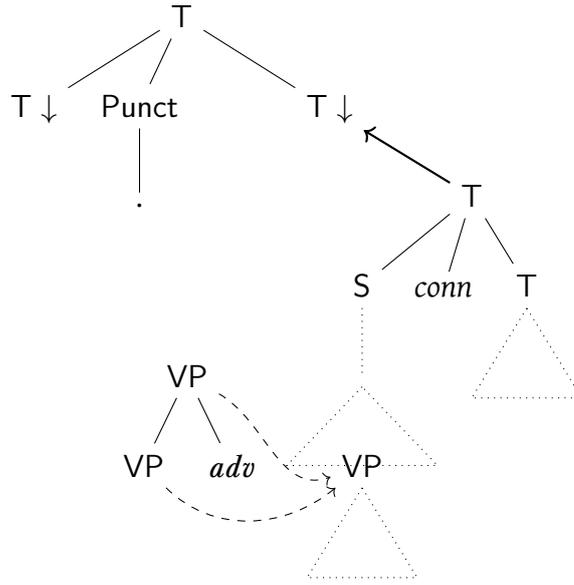 T
T ↓ Punct T ↓
.
T
S conn T
VP
VP adv VP